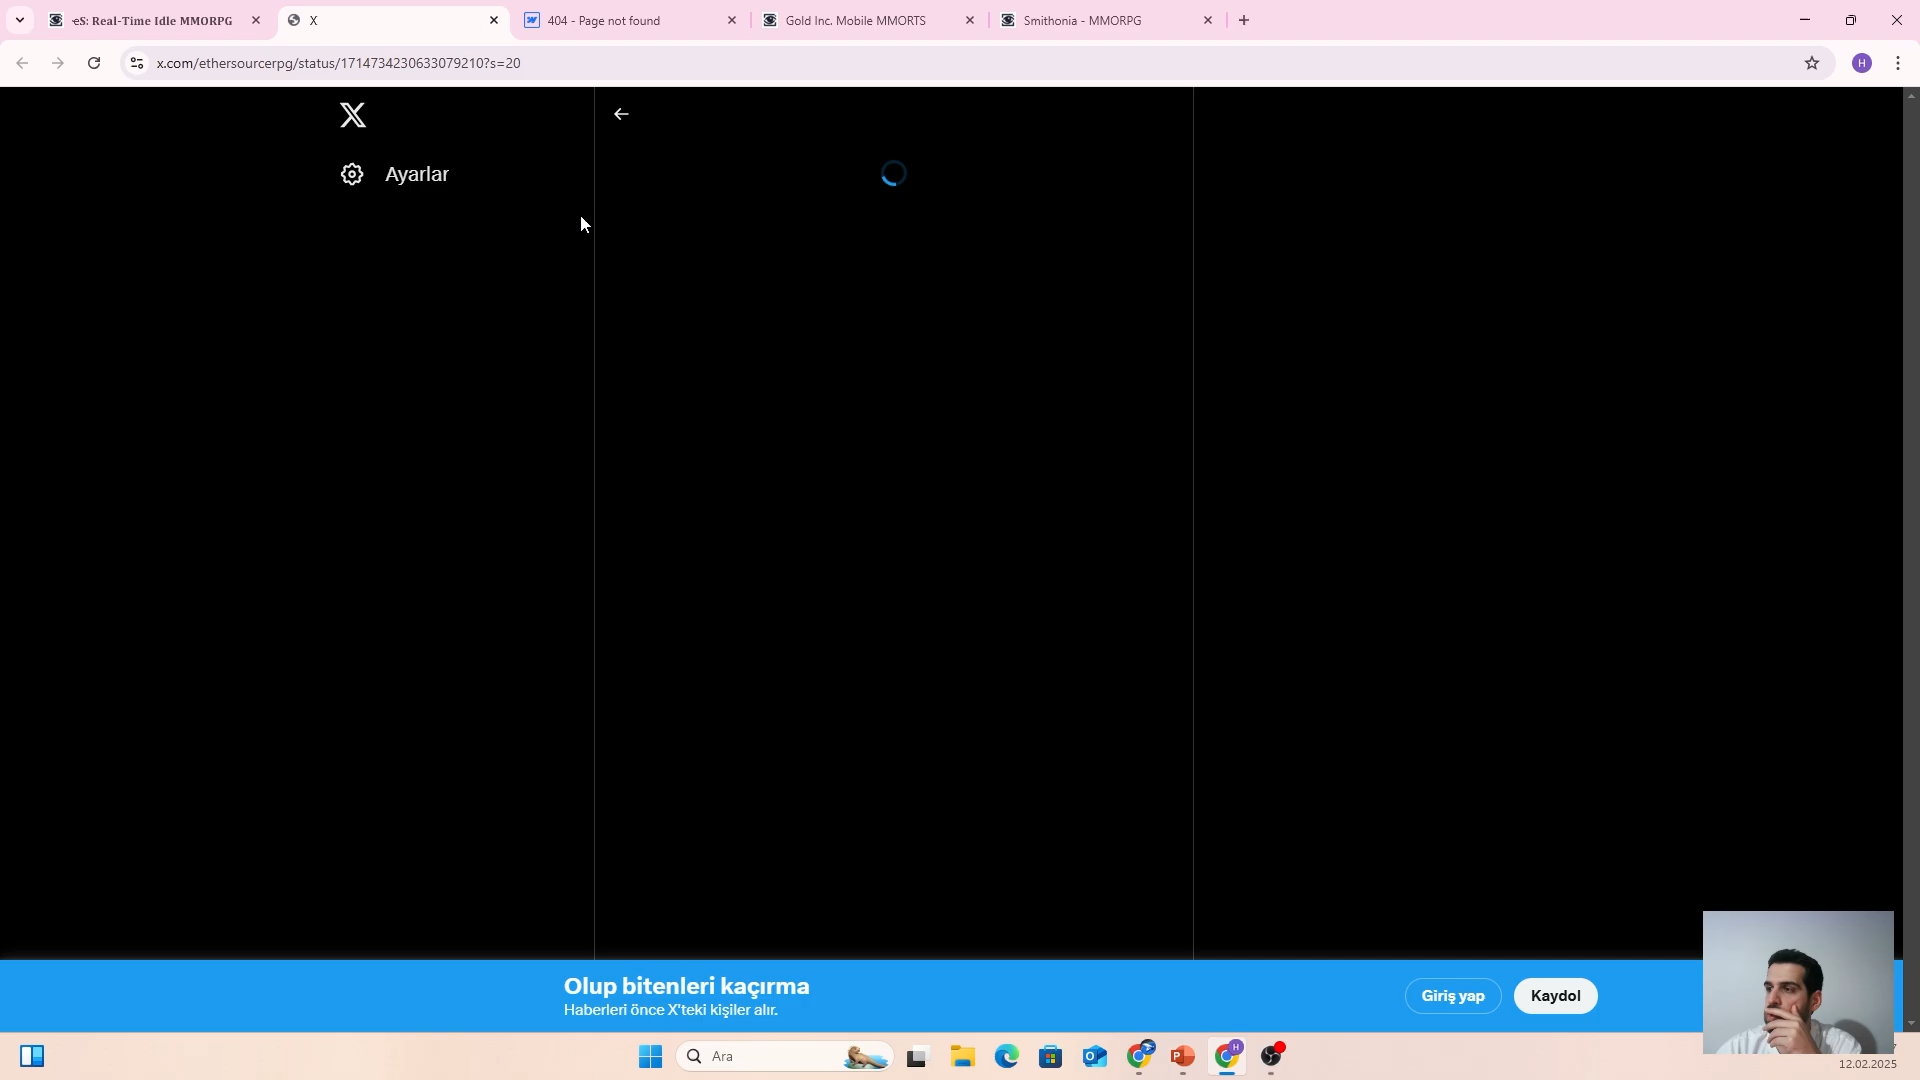 eS: Real-Time Idle MMORPG
X
404 - Page not found
Gold Inc. Mobile MMORTS
Smithonia - MMORPG
x.com/ethersourcerpg/status/1714734230633079210?s=20
H
Ayarlar
Olup bitenleri kaçırma
Haberleri önce X'teki kişiler alır.
Giriş yap
Kaydol
Ara
12.02.2025